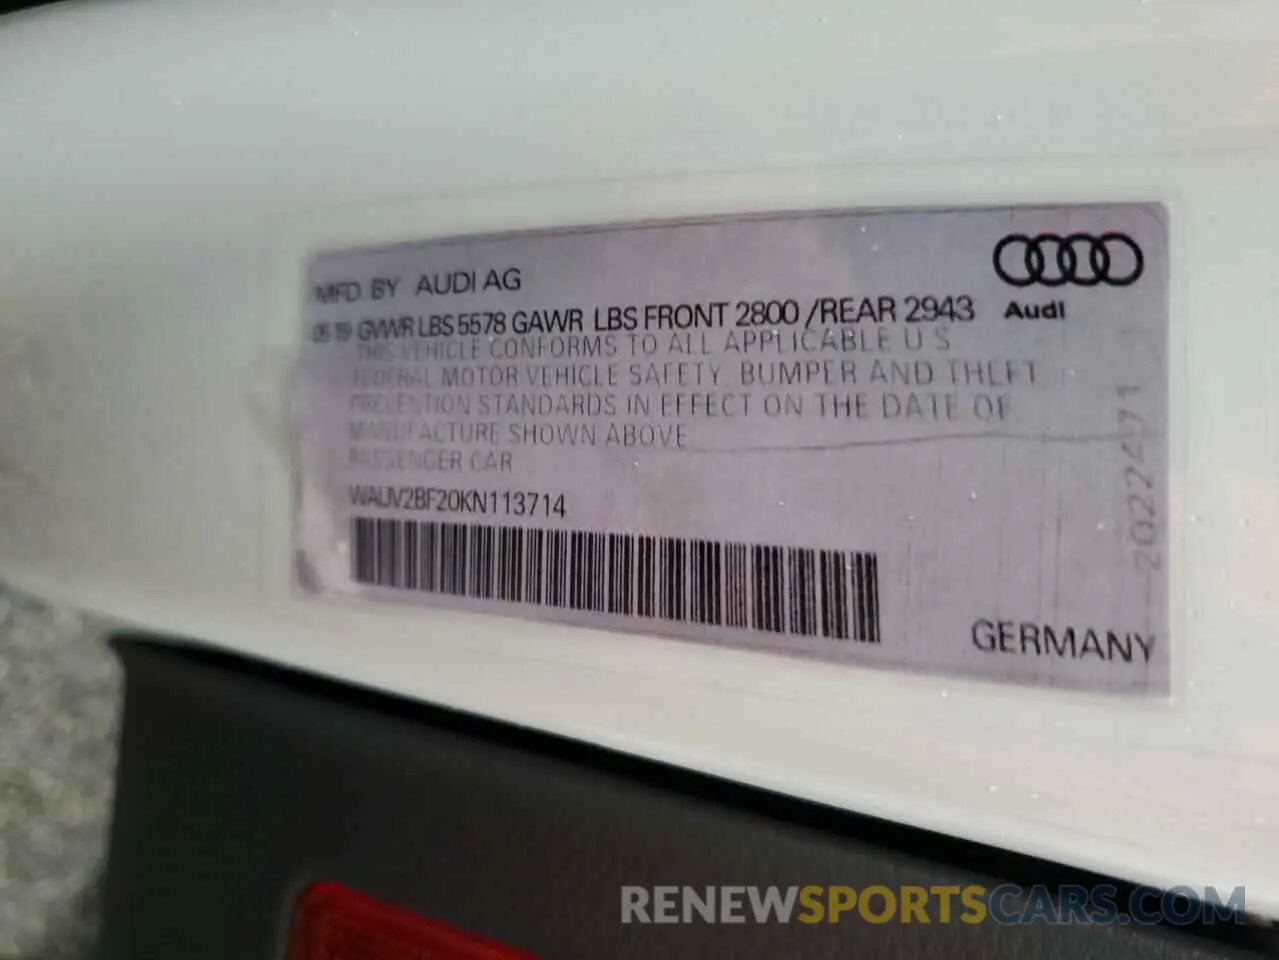 MFD. BY AUDI AG
05 19 GVWR LBS 5578 GAWR LBS FRONT 2800 /REAR 2943
Audi
THIS VEHICLE CONFORMS TO ALL APPLICABLE U S
FEDERAL MOTOR VEHICLE SAFETY BUMPER AND THEFT
PREVENTION STANDARDS IN EFFECT ON THE DATE OF
MANUFACTURE SHOWN ABOVE
PASSENGER CAR
WAUV2BF20KN113714
2022471
GERMANY
RENEWSPORTSCARS.COM